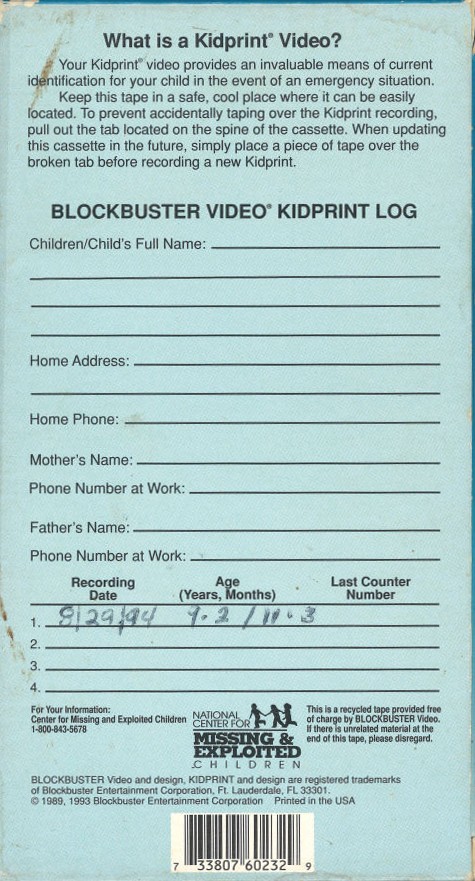 What is a Kidprint® Video?
Your Kidprint® video provides an invaluable means of current
identification for your child in the event of an emergency situation.
Keep this tape in a safe, cool place where it can be easily
located. To prevent accidentally taping over the Kidprint recording,
pull out the tab located on the spine of the cassette. When updating
this cassette in the future, simply place a piece of tape over the
broken tab before recording a new Kidprint.
BLOCKBUSTER VIDEO® KIDPRINT LOG
Children/Child's Full Name:
Home Address:
Home Phone:
Mother's Name:
Phone Number at Work:
Father's Name:
Phone Number at Work:
Recording Date Age (Years, Months) Last Counter Number
1. 8/29/94 9.2 / 11.3
2.
3.
4.
For Your Information:
Center for Missing and Exploited Children
1-800-843-5678
NATIONAL
CENTER FOR
MISSING &
EXPLOITED
CHILDREN
This is a recycled tape provided free
of charge by BLOCKBUSTER Video.
If there is unrelated material at the
end of this tape, please disregard.
BLOCKBUSTER Video and design, KIDPRINT and design are registered trademarks
of Blockbuster Entertainment Corporation, Ft. Lauderdale, FL 33301.
© 1989, 1993 Blockbuster Entertainment Corporation Printed in the USA
7 33807 60232 9